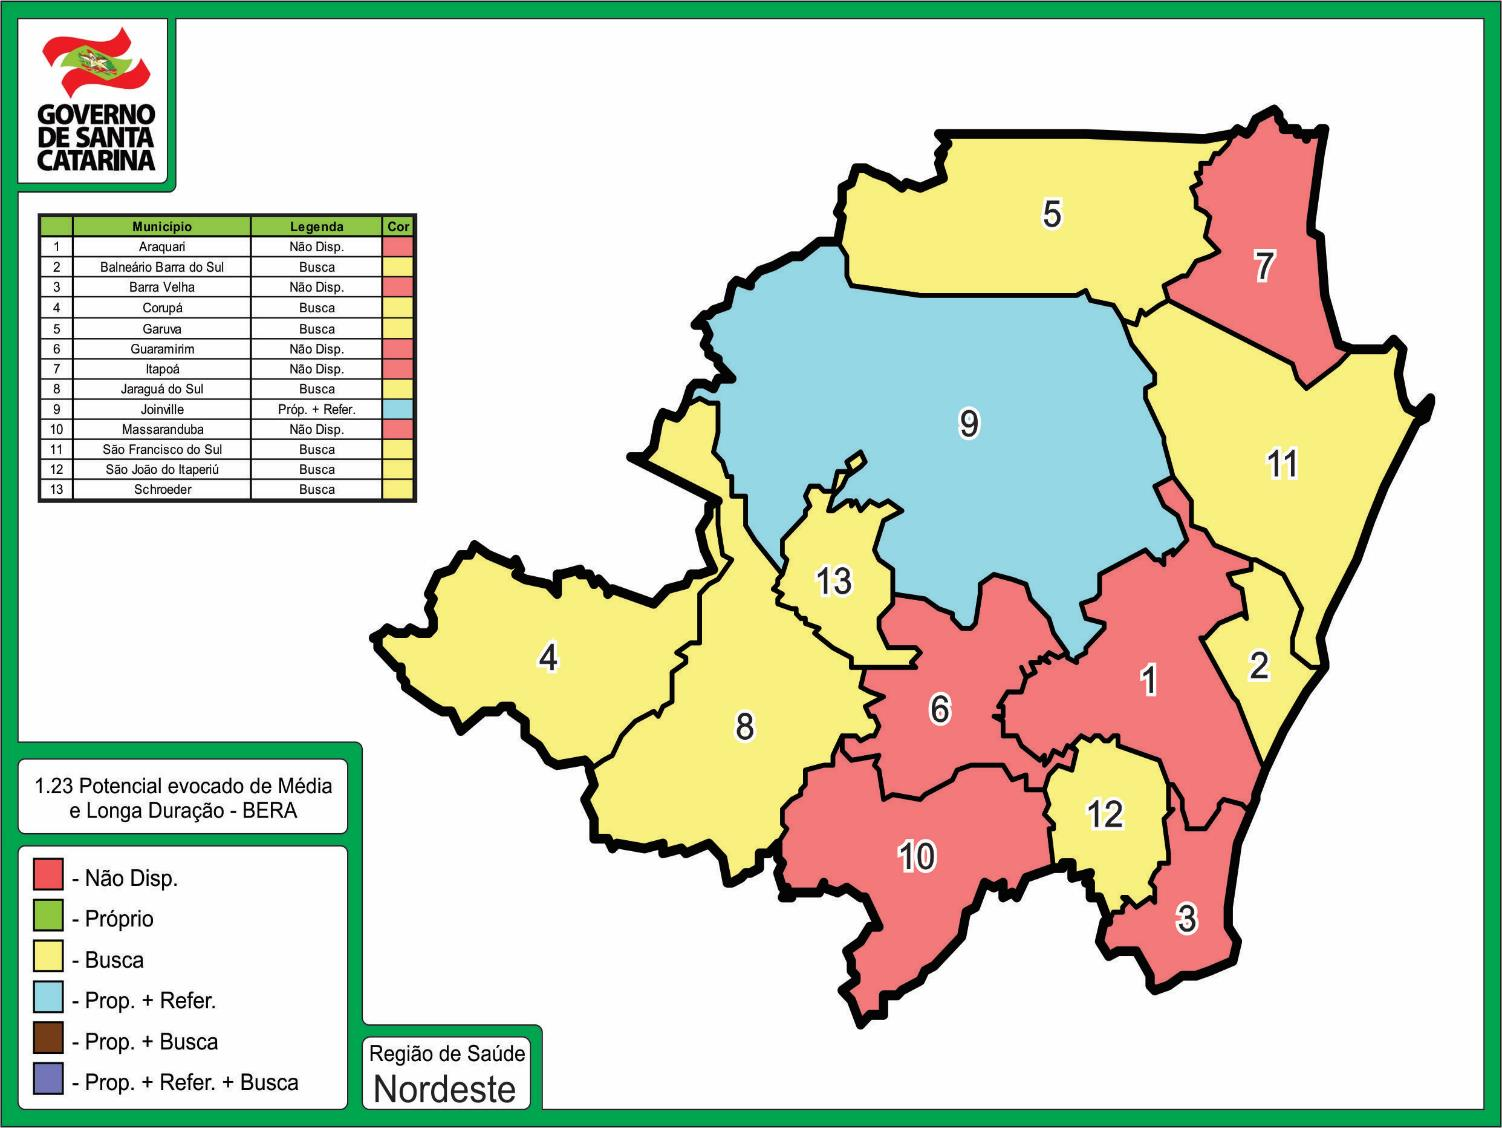 GOVERNO
DE SANTA
CATARINA
Município Legenda Cor
1 Araquari Não Disp.
2 Balneário Barra do Sul Busca
3 Barra Velha Não Disp.
4 Corupá Busca
5 Garuva Busca
6 Guaramirim Não Disp.
7 Itapoá Não Disp.
8 Jaraguá do Sul Busca
9 Joinville Próp. + Refer.
10 Massaranduba Não Disp.
11 São Francisco do Sul Busca
12 São João do Itaperiú Busca
13 Schroeder Busca
5
7
9
11
13
4
2
1
6
8
12
10
3
1.23 Potencial evocado de Média
e Longa Duração - BERA
- Não Disp.
- Próprio
- Busca
- Prop. + Refer.
- Prop. + Busca
- Prop. + Refer. + Busca
Região de Saúde
Nordeste